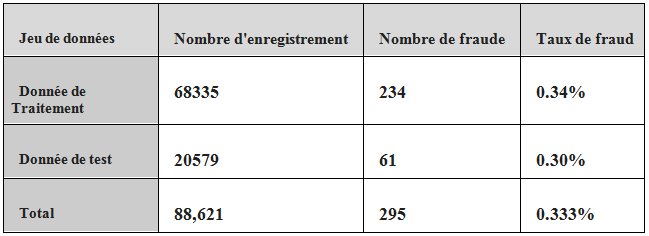 Jeu de données Nombre d'enregistrement Nombre de fraude Taux de fraud
Donnée de
Traitement 68335 234 0.34%
Donnée de test 20579 61 0.30%
Total 88,621 295 0.333%